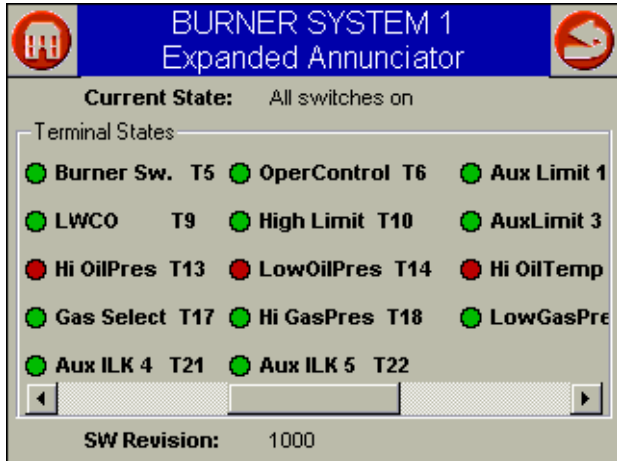 BURNER SYSTEM 1
Expanded Annunciator
Current State: All switches on
Terminal States
Burner Sw. T5 OperControl T6 Aux Limit 1
LWCO T9 High Limit T10 AuxLimit 3
Hi OilPres T13 LowOilPres T14 Hi OilTemp
Gas Select T17 Hi GasPres T18 LowGasPre
Aux ILK 4 T21 Aux ILK 5 T22
SW Revision: 1000